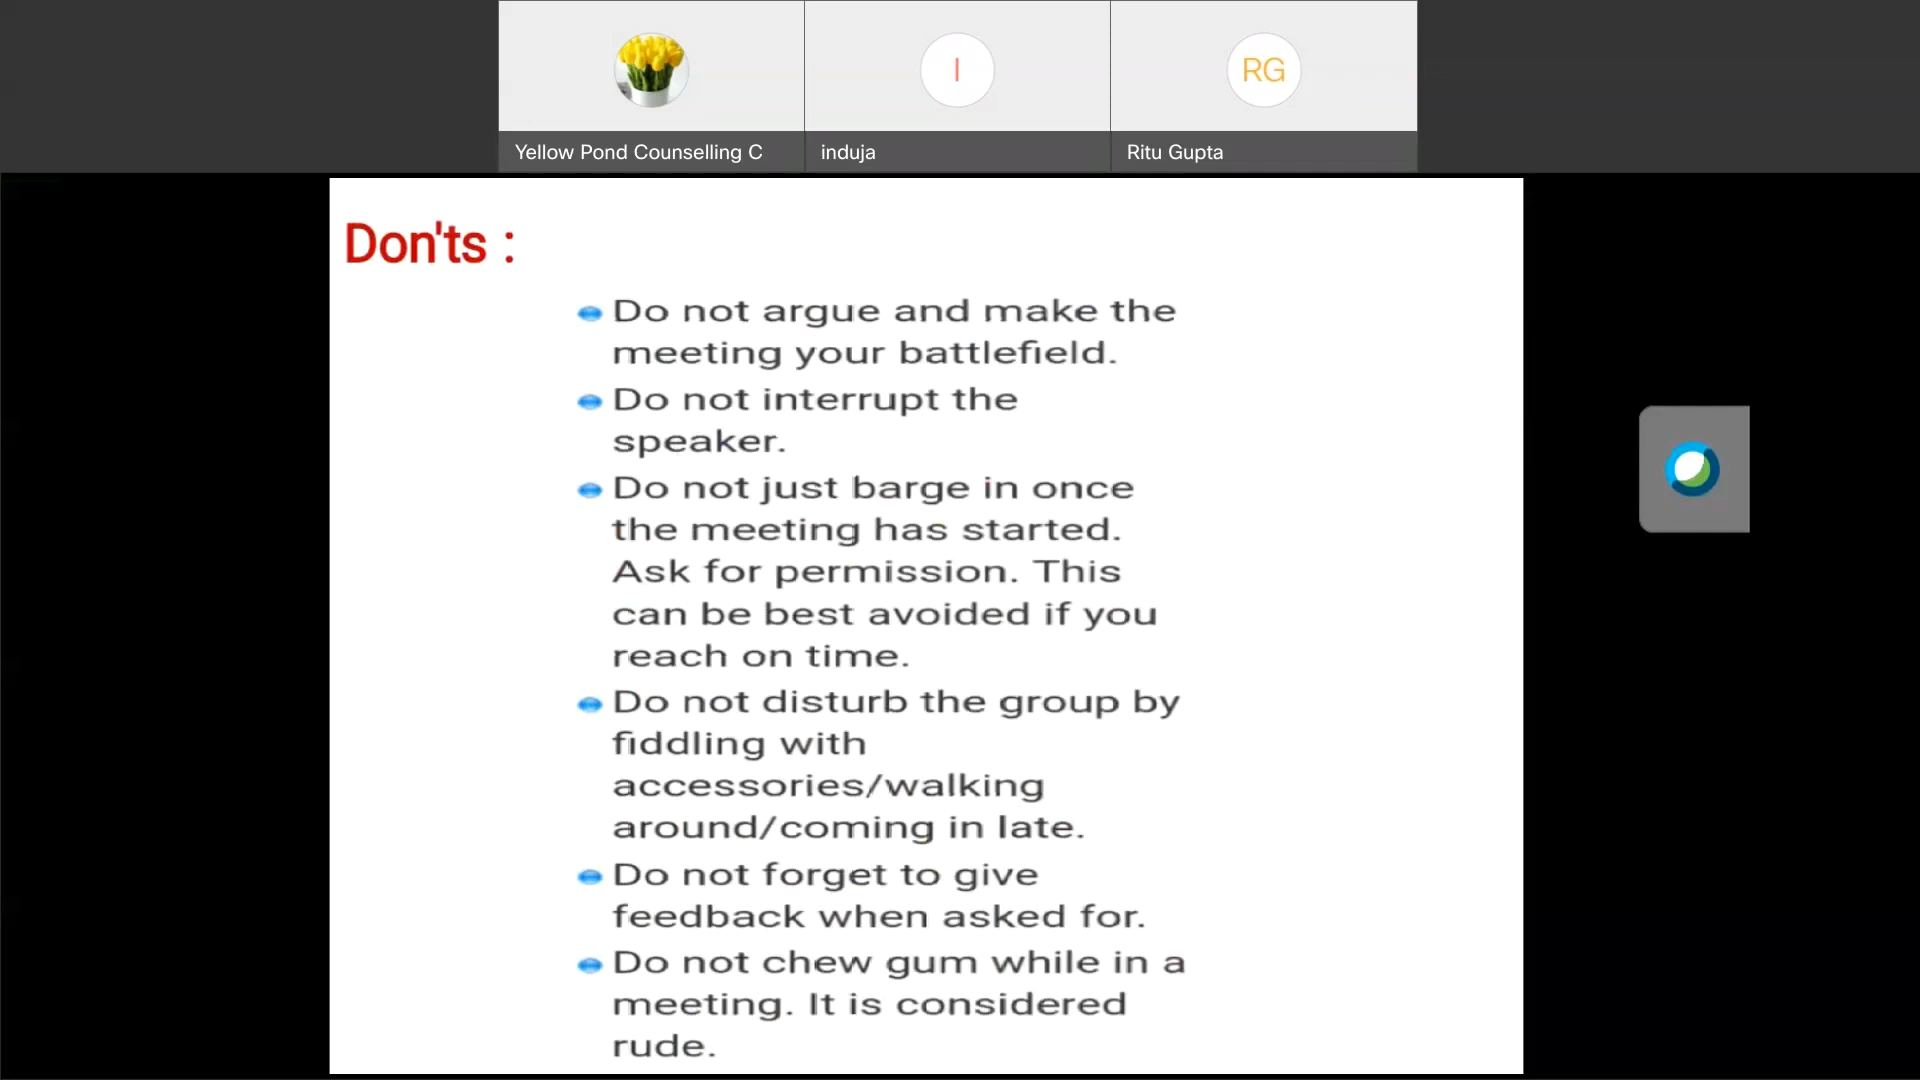 I
RG
Yellow Pond Counselling C
induja
Ritu Gupta
Don'ts :
Do not argue and make the
meeting your battlefield.
Do not interrupt the
speaker.
Do not just barge in once
the meeting has started.
Ask for permission. This
can be best avoided if you
reach on time.
Do not disturb the group by
fiddling with
accessories/walking
around/coming in late.
Do not forget to give
feedback when asked for.
Do not chew gum while in a
meeting. It is considered
rude.